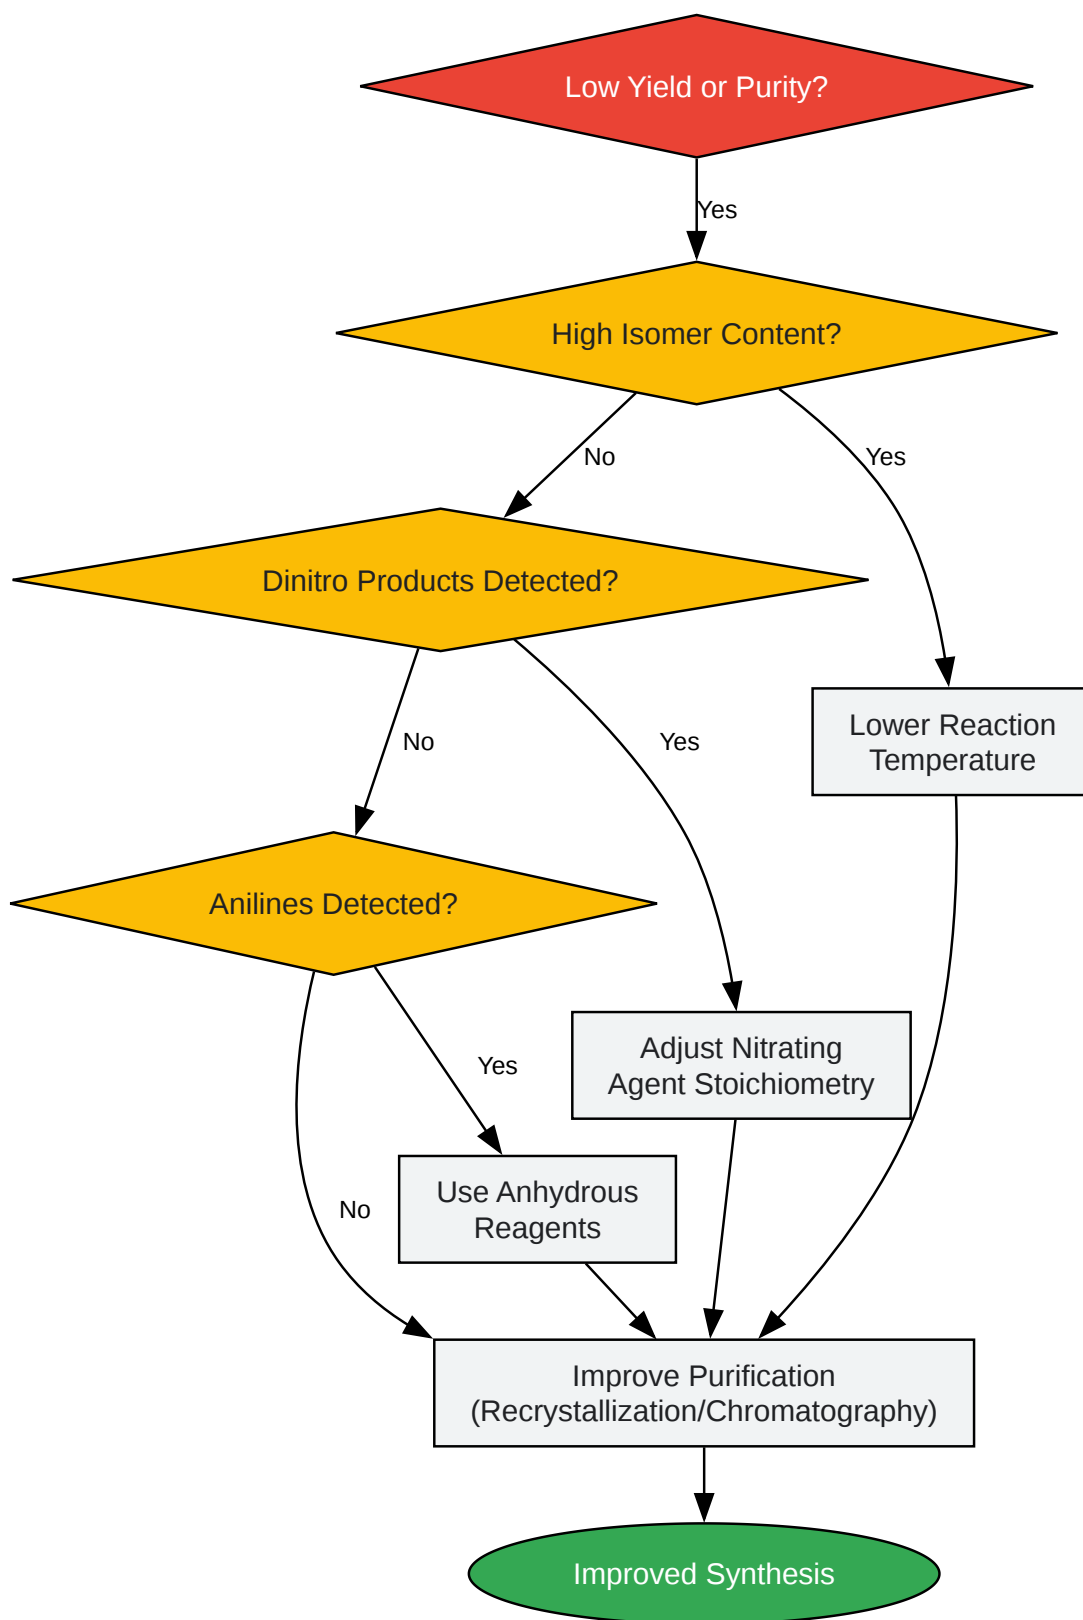 Low Yield or Purity?
Yes
High Isomer Content?
No
Yes
Dinitro Products Detected?
No
Yes
Lower Reaction
Temperature
Anilines Detected?
Adjust Nitrating
Agent Stoichiometry
Yes
Use Anhydrous
Reagents
No
Improve Purification
(Recrystallization/Chromatography)
Improved Synthesis